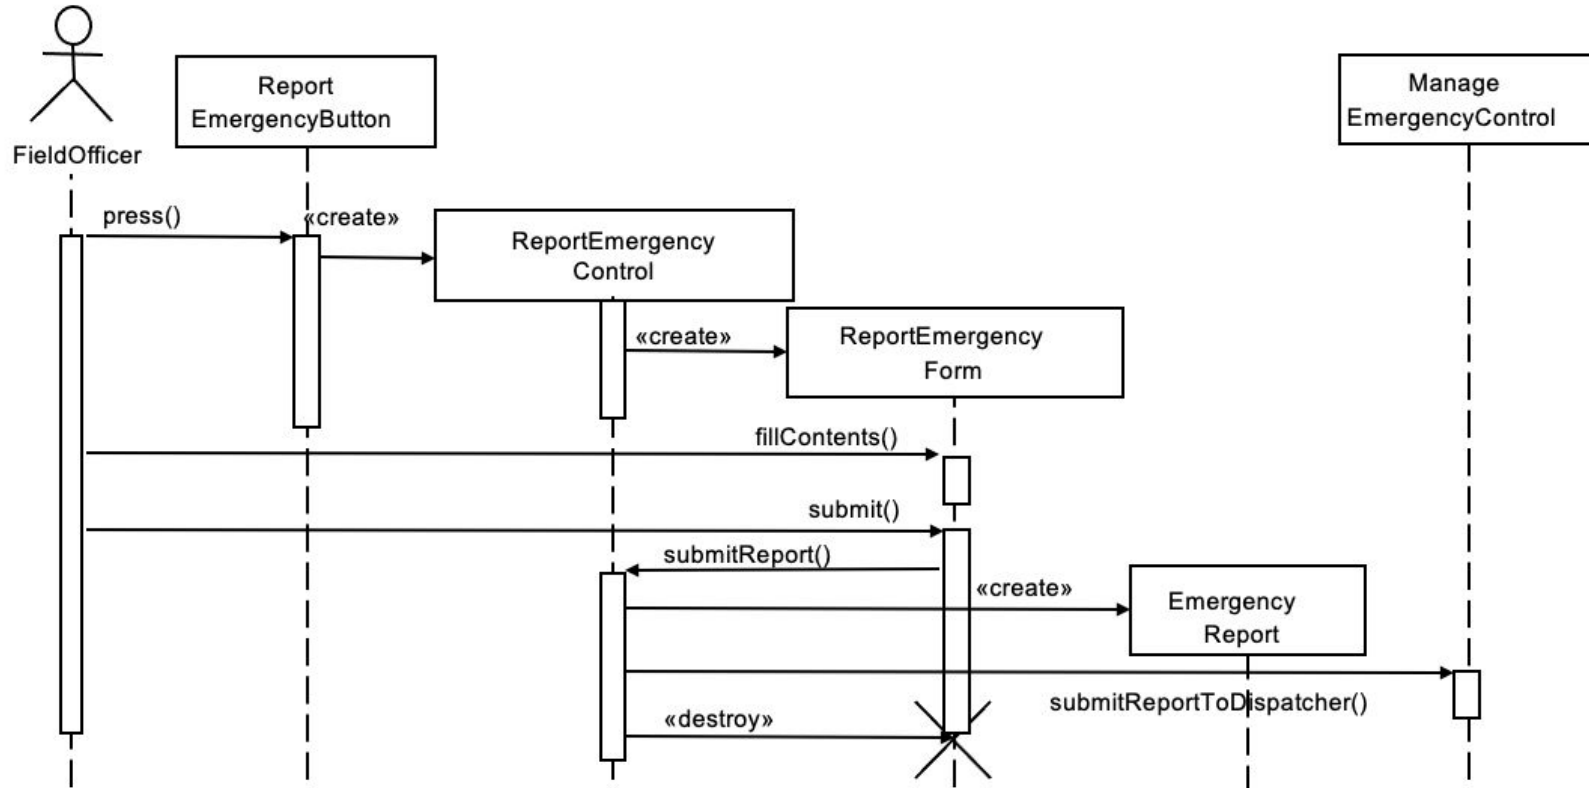 Report
EmergencyButton
Manage
EmergencyControl
FieldOfficer
press()
«create»
ReportEmergency
Control
«create»
ReportEmergency
Form
fillContents()
submit()
submitReport()
«create»
Emergency
Report
submitReportToDispatcher()
«destroy»